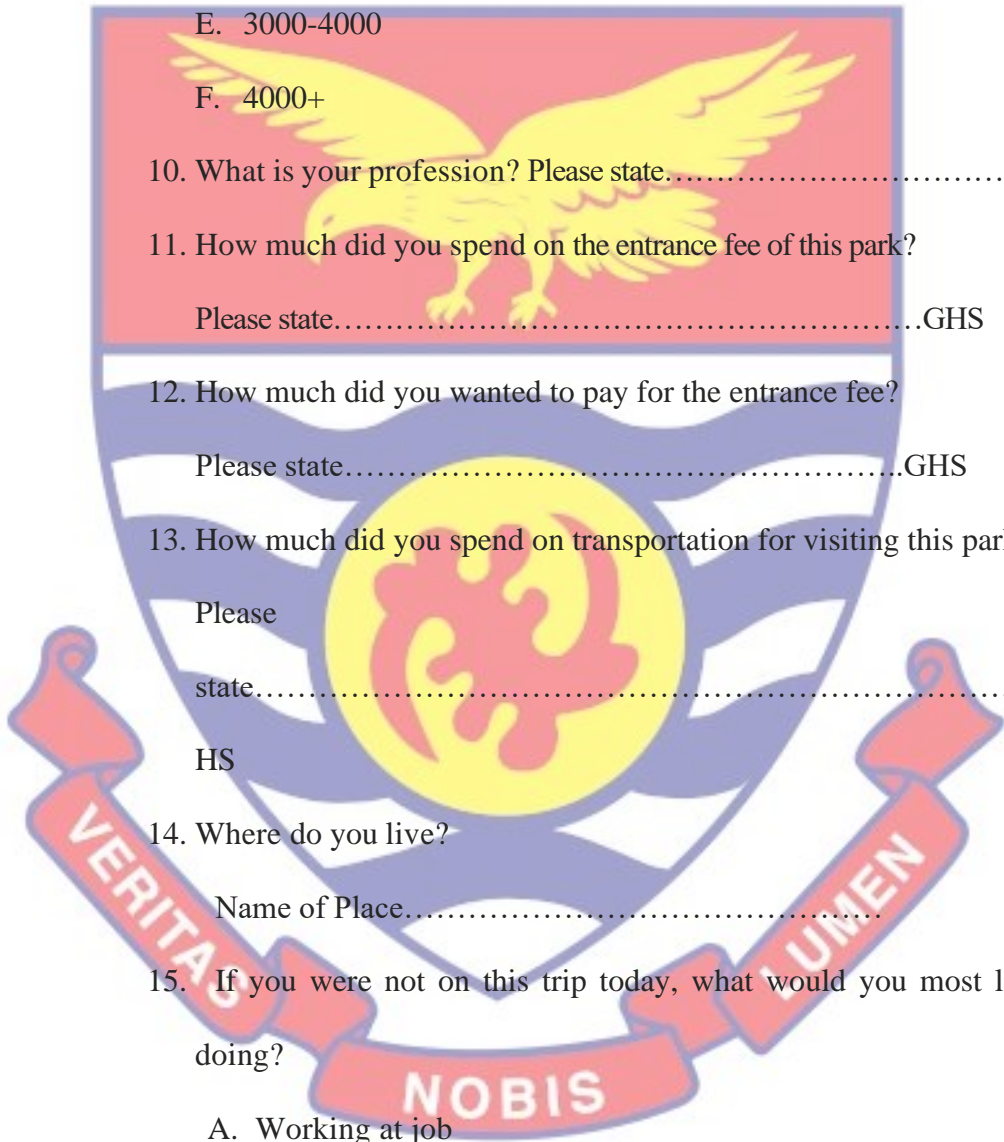 E. 3000-4000
F. 4000+
10. What is your profession? Please state……………………………
11. How much did you spend on the entrance fee of this park?
Please state……………………………………………………GHS
12. How much did you wanted to pay for the entrance fee?
Please state…………………………………………………..GHS
13. How much did you spend on transportation for visiting this par
Please
state……………………………………………………………………
HS
14. Where do you live?
Name of Place………………………………………
15. If you were not on this trip today, what would you most l
doing?
A. Working at job
VERITAS
NOBIS
LUMEN